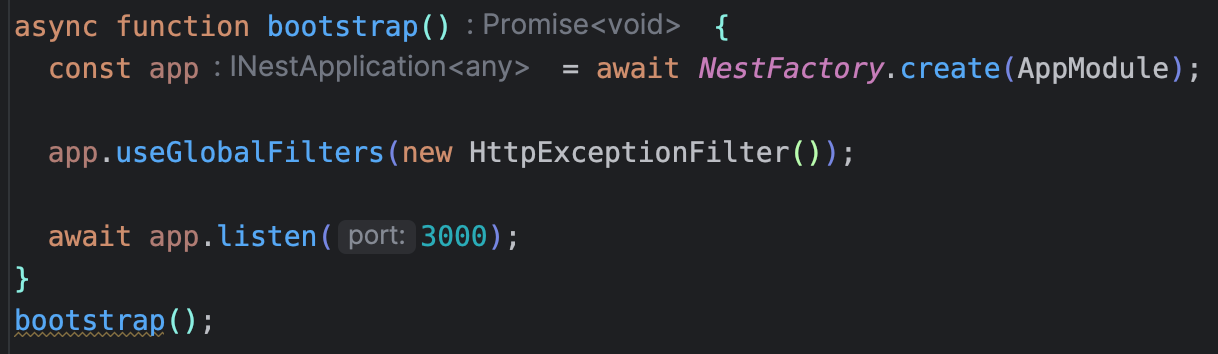 async function bootstrap() : Promise<void> {
const app : INestApplication<any> = await NestFactory.create(AppModule);
app.useGlobalFilters(new HttpExceptionFilter());
await app.listen( port: 3000);
}
bootstrap();